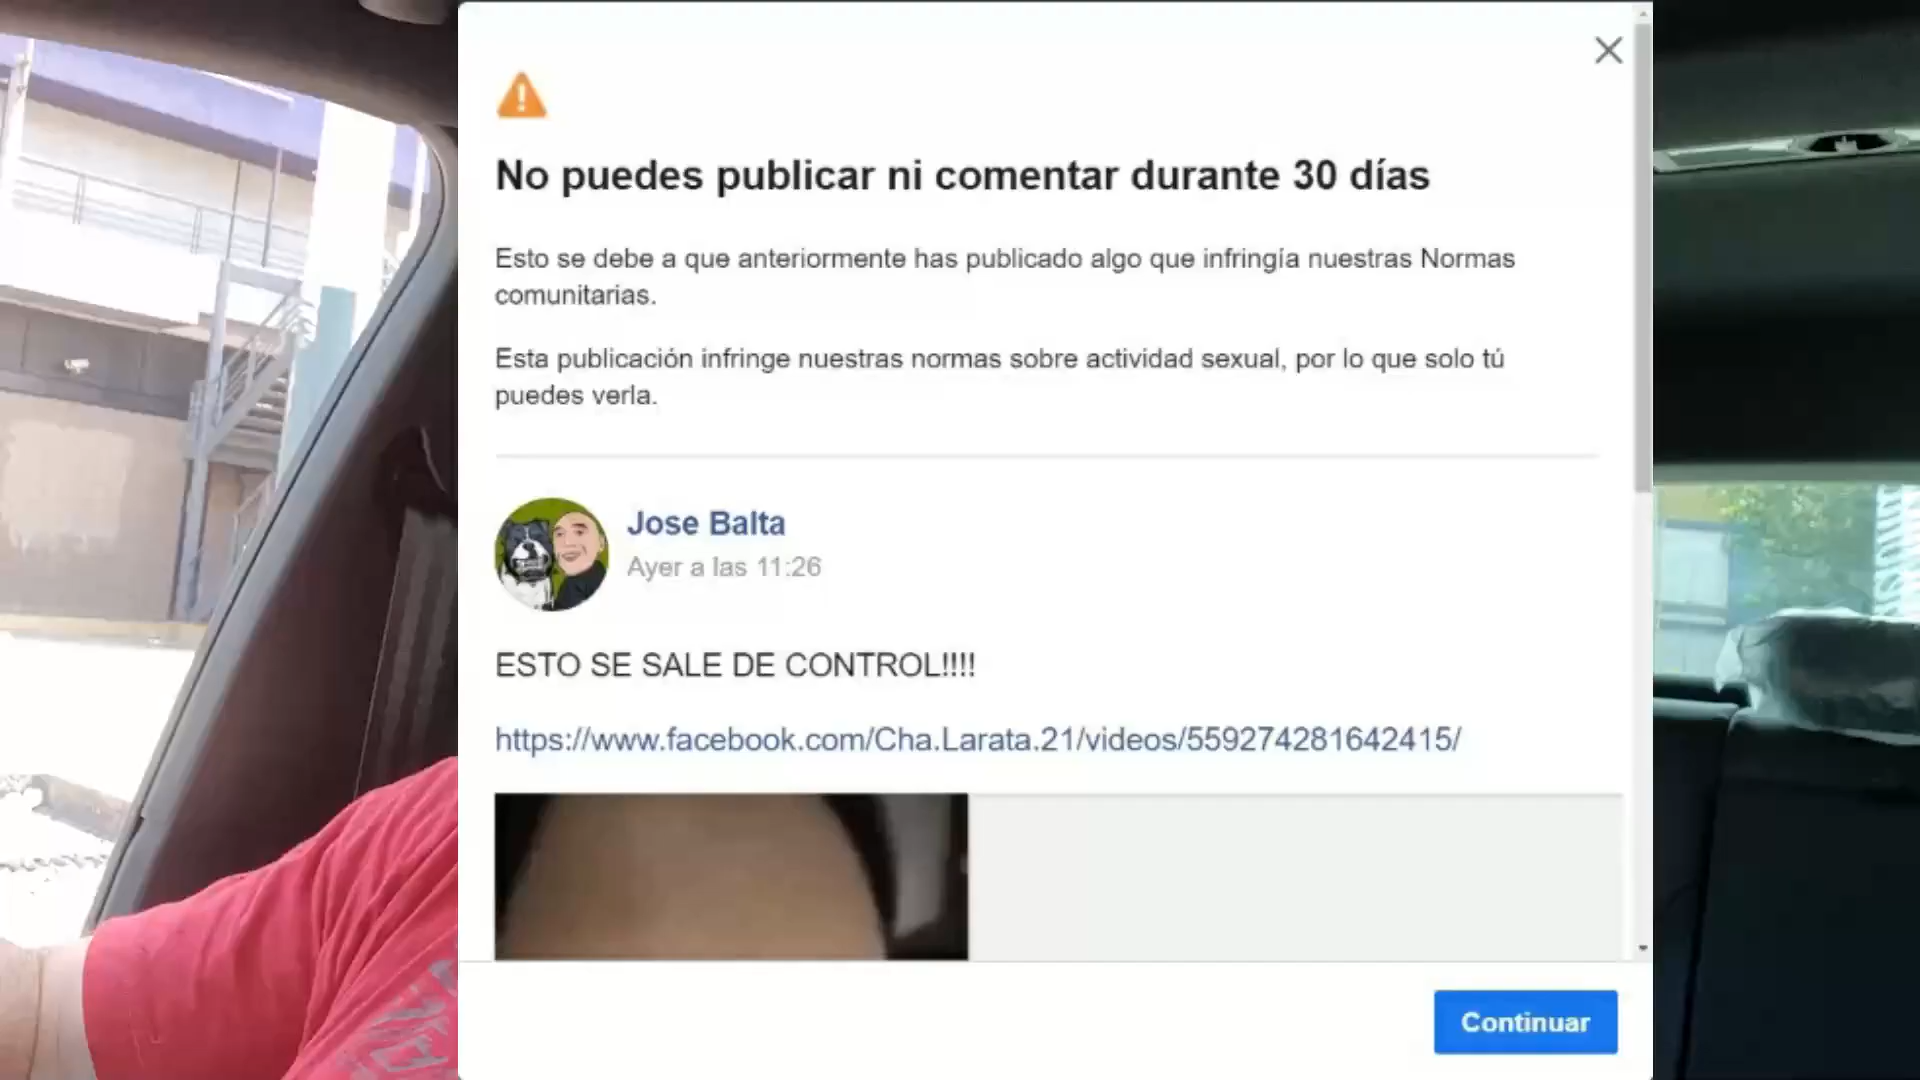 No puedes publicar ni comentar durante 30 días
Esto se debe a que anteriormente has publicado algo que infringía nuestras Normas
comunitarias.
Esta publicación infringe nuestras normas sobre actividad sexual, por lo que solo tú
puedes verla.
Jose Balta
Ayer a las 11:26
ESTO SE SALE DE CONTROL!!!!
https://www.facebook.com/Cha.Larata.21/videos/559274281642415/
Continuar